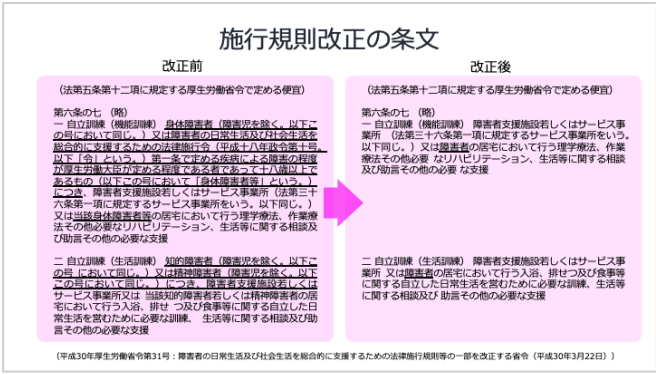 施行規則改正の条文
改正前
（法第五条第十二項に規定する厚生労働省令で定める便宜）
第六条の七　（略）
一 自立訓練（機能訓練） 身体障害者（障害児を除く。以下こ
の号において同じ。）又は障害者の日常生活及び社会生活を
総合的に支援するための法律施行令（平成十八年政令第十号。
以下「令」という。）第一条で定める疾病による障害の程度
が厚生労働大臣が定める程度である者であって十八歳以上で
あるもの（以下この号において「身体障害者等」という。）
につき、障害者支援施設若しくはサービス事業所（法第三十
六条第一項に規定するサービス事業所をいう。以下同じ。）
又は当該身体障害者等の居宅において行う理学療法、作業療
法その他必要なリハビリテーション、生活等に関する相談及
び助言その他の必要な支援
二 自立訓練（生活訓練） 知的障害者（障害児を除く。以下こ
の号 において同じ。）又は精神障害者（障害児を除く。以下
この号において同じ。）につき、障害者支援施設若しくは
サービス事業所又は 当該知的障害者若しくは精神障害者の居
宅において行う入浴、排せ つ及び食事等に関する自立した日
常生活を営むために必要な訓練、 生活等に関する相談及び助
言その他の必要な支援
改正後
（法第五条第十二項に規定する厚生労働省令で定める便宜）
第六条の七　（略）
一 自立訓練（機能訓練） 障害者支援施設若しくはサービス事
業所 （法第三十六条第一項に規定するサービス事業所をいう。
以下同じ。）又は障害者の居宅において行う理学療法、作業
療法その他必要 なリハビリテーション、生活等に関する相談
及び助言その他の必要 な支援
二 自立訓練（生活訓練） 障害者支援施設若しくはサービス事
業所 又は障害者の居宅において行う入浴、排せつ及び食事等
に関する自立した日常生活を営むために必要な訓練、生活等
に関する相談及び 助言その他の必要な支援
（平成30年厚生労働省令第31号：障害者の日常生活及び社会生活を総合的に支援するための法律施行規則等の一部を改正する省令（平成30年3月22日））